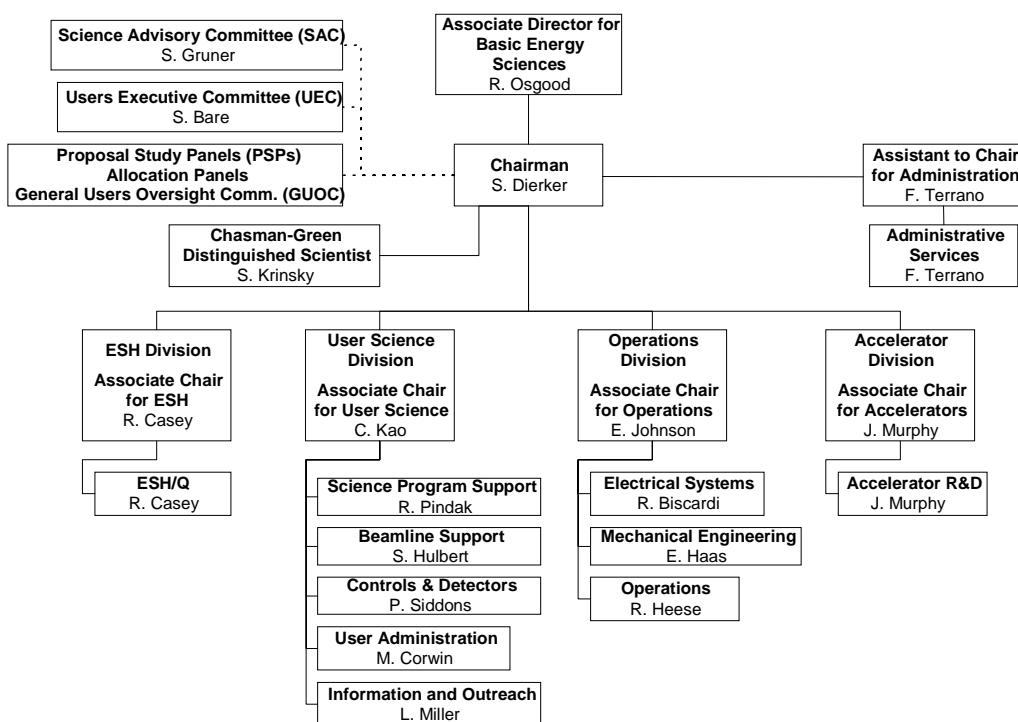 Science Advisory Committee (SAC)
S. Gruner
Users Executive Committee (UEC)
S. Bare
Proposal Study Panels (PSPs)
Allocation Panels
General Users Oversight Comm. (GUOC)
Associate Director for
Basic Energy
Sciences
R. Osgood
Chairman
S. Dierker
Assistant to Chair
for Administration
F. Terrano
Administrative
Services
F. Terrano
Chasman-Green
Distinguished Scientist
S. Krinsky
ESH Division
Associate Chair
for ESH
R. Casey
ESH/Q
R. Casey
User Science
Division
Associate Chair
for User Science
C. Kao
Science Program Support
R. Pindak
Beamline Support
S. Hulbert
Controls & Detectors
P. Siddons
User Administration
M. Corwin
Information and Outreach
L. Miller
Operations
Division
Associate Chair
for Operations
E. Johnson
Electrical Systems
R. Biscardi
Mechanical Engineering
E. Haas
Operations
R. Heese
Accelerator
Division
Associate Chair
for Accelerators
J. Murphy
Accelerator R&D
J. Murphy